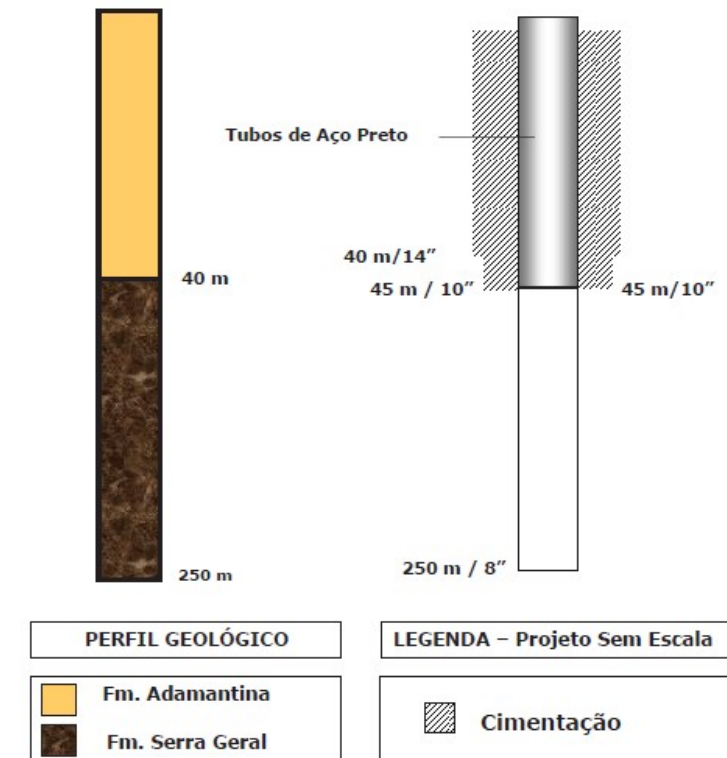 Tubos de Aço Preto
40 m/14”
40 m
45 m / 10”
45 m/10”
250 m
250 m / 8”
PERFIL GEOLÓGICO
LEGENDA – Projeto Sem Escala
Fm. Adamantina
Fm. Serra Geral
Cimentação